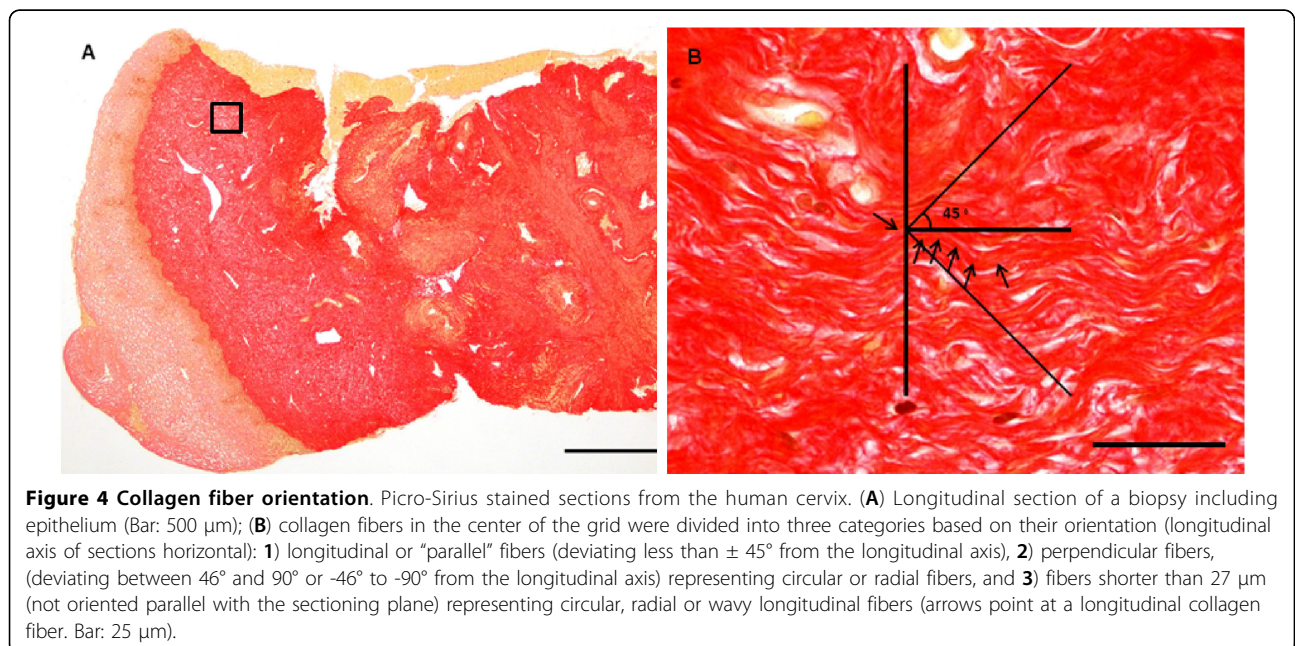 A
B
45 °
Figure 4 Collagen fiber orientation. Picro-Sirius stained sections from the human cervix. (A) Longitudinal section of a biopsy including
epithelium (Bar: 500 μm); (B) collagen fibers in the center of the grid were divided into three categories based on their orientation (longitudinal
axis of sections horizontal): 1) longitudinal or "parallel" fibers (deviating less than ± 45° from the longitudinal axis), 2) perpendicular fibers,
(deviating between 46° and 90° or -46° to -90° from the longitudinal axis) representing circular or radial fibers, and 3) fibers shorter than 27 μm
(not oriented parallel with the sectioning plane) representing circular, radial or wavy longitudinal fibers (arrows point at a longitudinal collagen
fiber. Bar: 25 μm).